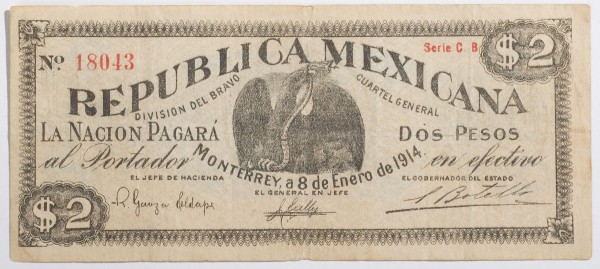 Nº 18043
Serie C B
$2
REPUBLICA MEXICANA
DIVISION DEL BRAVO
CUARTEL GENERAL
LA NACION PAGARÁ
DOS PESOS
al Portador
en efectivo
MONTERREY, a 8 de Enero de 1914.
EL JEFE DE HACIENDA
EL GENERAL EN JEFE
EL GOBERNADOR DEL ESTADO
$2
R. Garza
Botello